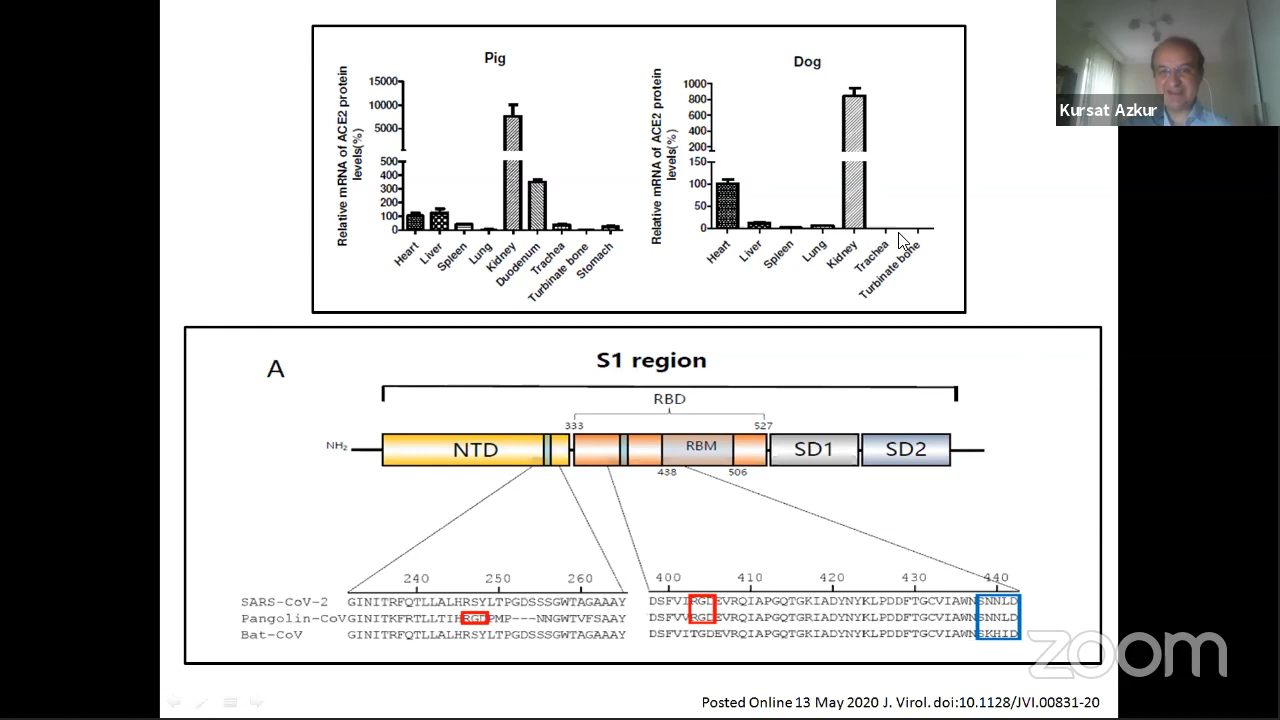 Pig
Relative mRNA of ACE2 protein
levels(%)
15000
10000
5000
500
400
300
200
100
0
Heart
Liver
Spleen
Lung
Kidney
Duodenum
Trachea
Turbinate bone
Stomach
Dog
Relative mRNA of ACE2 protein
levels(%)
1000
800
600
400
200
150
100
50
0
Heart
Liver
Spleen
Lung
Kidney
Trachea
Turbinate bone
Kursat Azkur
A
S1 region
RBD
333
527
NH2
NTD
RBM
SD1
SD2
438
506
240 250 260
400 410 420 430 440
SARS-CoV-2 GINITRFQTLLALHRSYLTPGDSSSGWTAGAAAY DSFVIRGDEVRQIAPGQTGKIADYNYKLPDDFTGCVIAWNSNNLD
Pangolin-CoV GINITKFRTLLTIHRGDPMP---NNGWTVFSAAY DSFVVRGDEVRQIAPGQTGRIADYNYKLPDDFTGCVIAWNSNNLD
Bat-CoV GINITRFQTLLALHRSYLTPGDSSSGWTAGAAAY DSFVITGDEVRQIAPGQTGKIADYNYKLPDDFTGCVIAWNSKHID
zoom
Posted Online 13 May 2020 J. Virol. doi:10.1128/JVI.00831-20